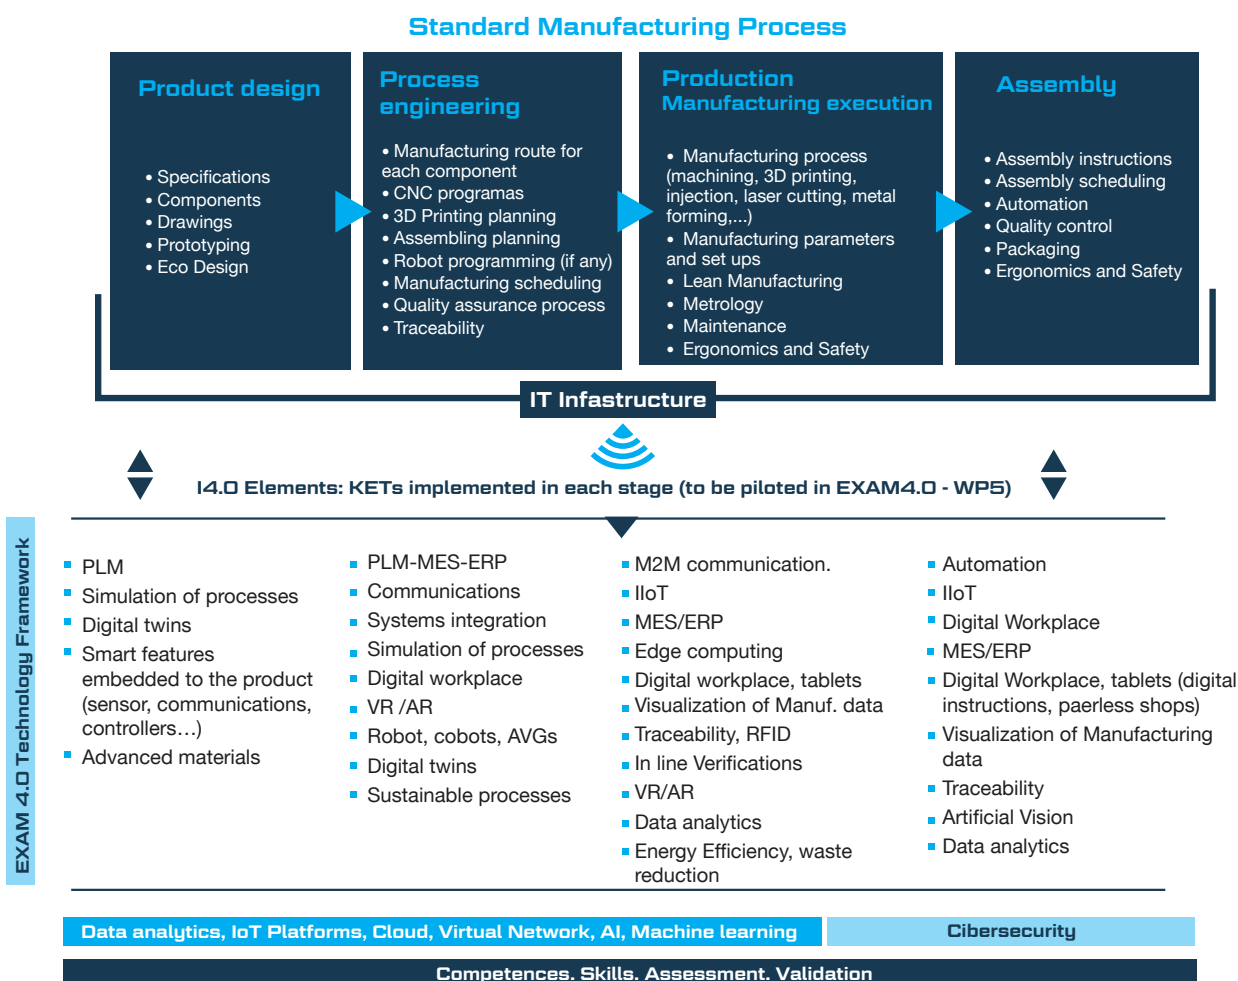 Standard Manufacturing Process
Product design
• Specifications
• Components
• Drawings
• Prototyping
• Eco Design
Process
engineering
• Manufacturing route for
each component
• CNC programas
• 3D Printing planning
• Assembling planning
• Robot programming (if any)
• Manufacturing scheduling
• Quality assurance process
• Traceability
Production
Manufacturing execution
• Manufacturing process
(machining, 3D printing,
injection, laser cutting, metal
forming,...)
• Manufacturing parameters
and set ups
• Lean Manufacturing
• Metrology
• Maintenance
• Ergonomics and Safety
Assembly
• Assembly instructions
• Assembly scheduling
• Automation
• Quality control
• Packaging
• Ergonomics and Safety
IT Infastructure
I4.0 Elements: KETs implemented in each stage (to be piloted in EXAM4.0 - WP5)
EXAM 4.0 Technology Framework
PLM
Simulation of processes
Digital twins
Smart features
embedded to the product
(sensor, communications,
controllers…)
Advanced materials
PLM-MES-ERP
Communications
Systems integration
Simulation of processes
Digital workplace
VR /AR
Robot, cobots, AVGs
Digital twins
Sustainable processes
M2M communication.
IIoT
MES/ERP
Edge computing
Digital workplace, tablets
Visualization of Manuf. data
Traceability, RFID
In line Verifications
VR/AR
Data analytics
Energy Efficiency, waste
reduction
Automation
IIoT
Digital Workplace
MES/ERP
Digital Workplace, tablets (digital
instructions, paerless shops)
Visualization of Manufacturing
data
Traceability
Artificial Vision
Data analytics
Data analytics, IoT Platforms, Cloud, Virtual Network, AI, Machine learning
Cibersecurity
Competences, Skills, Assessment, Validation